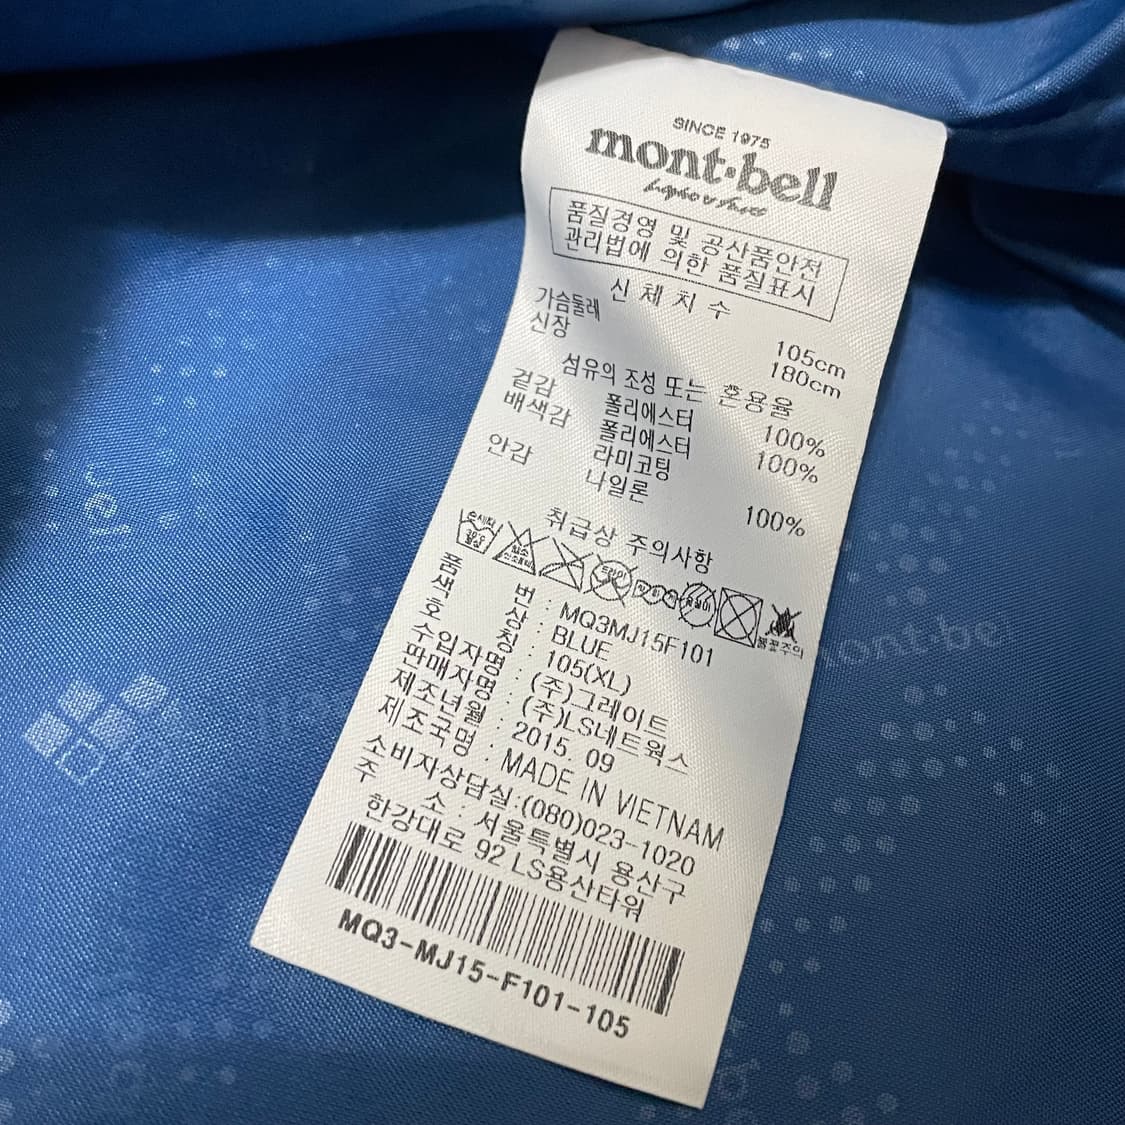 SINCE 1975
mont·bell
품질경영 및 공산품안전
관리법에 의한 품질표시
신 체 치 수
가슴둘레 105cm
신장 180cm
섬유의 조성 또는 혼용율
겉감 폴리에스터 100%
배색감 폴리에스터 100%
라미코팅
안감 나일론 100%
취급상 주의사항
드라이
불꽃주의
품 번 : MQ3MJ15F101
색 상 : BLUE
호 칭 : 105(XL)
수입자명 : (주)그레이트
판매자명 : (주)LS네트웍스
제조년월 : 2015. 09
제조국명 : MADE IN VIETNAM
소비자상담실:(080)023-1020
주 소 : 서울특별시 용산구
한강대로 92 LS용산타워
MQ3-MJ15-F101-105